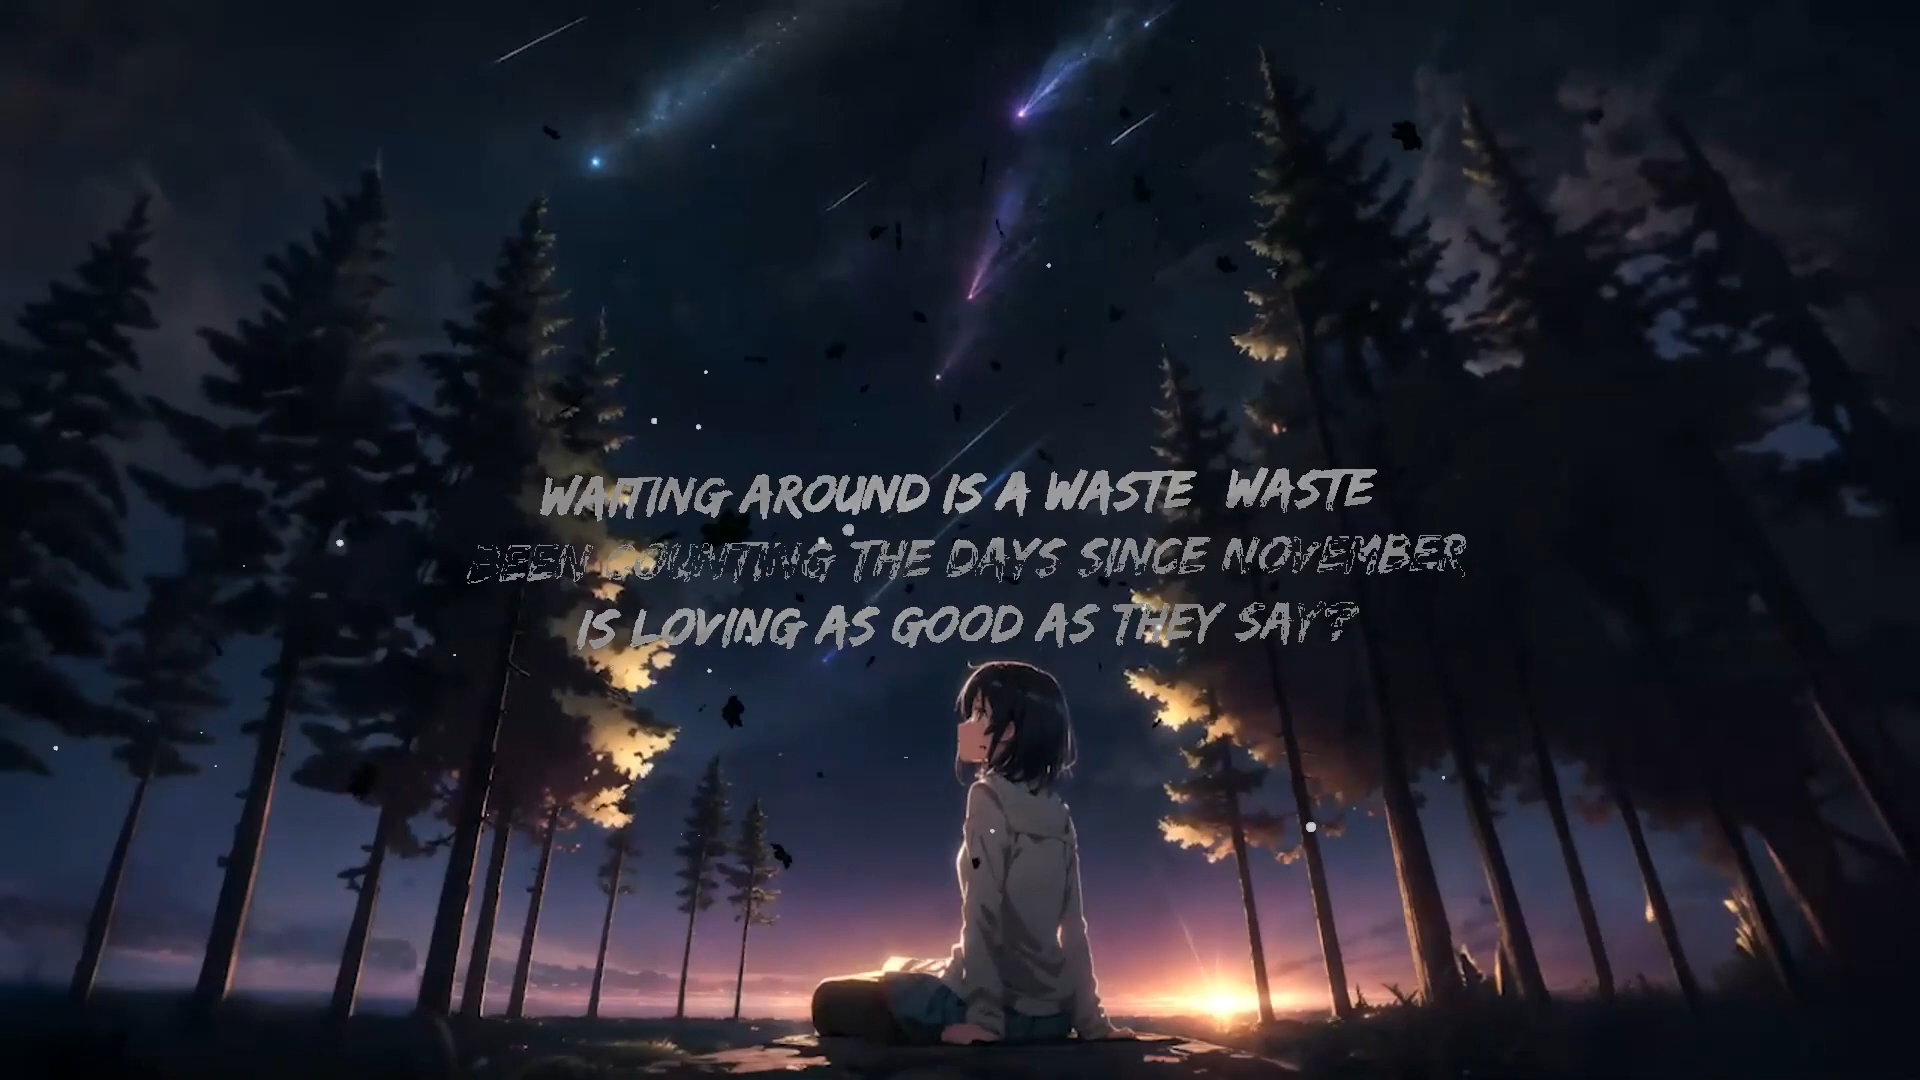 WAITING AROUND IS A WASTE WASTE
BEEN COUNTING THE DAYS SINCE NOVEMBER
IS LOVING AS GOOD AS THEY SAY?